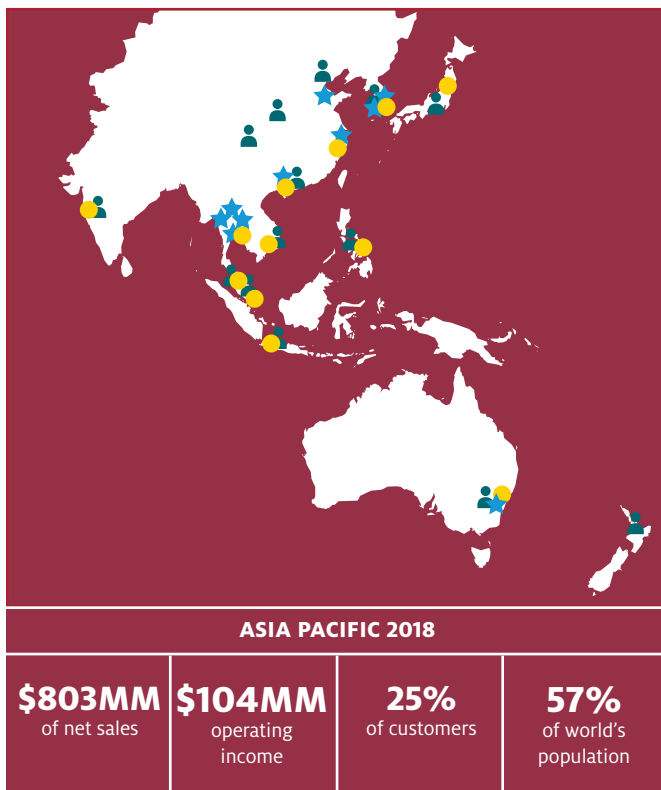 ASIA PACIFIC 2018
$803MM
of net sales
$104MM
operating
income
25%
of customers
57%
of world's
population